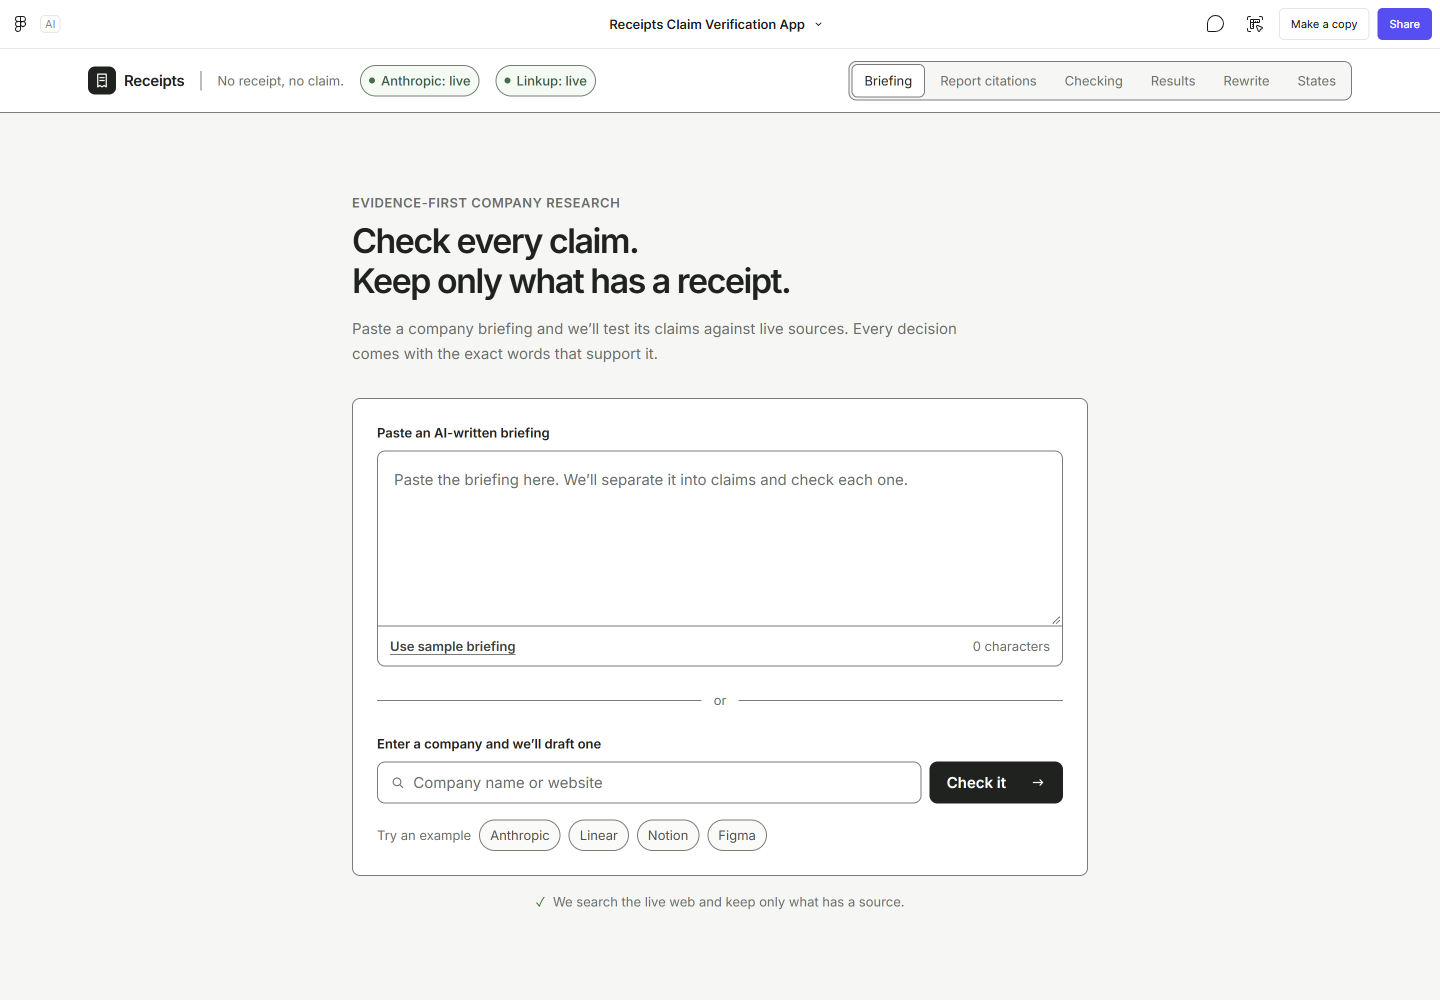 AI
Receipts Claim Verification App
Make a copy
Share
Receipts
No receipt, no claim.
Anthropic: live
Linkup: live
Briefing
Report citations
Checking
Results
Rewrite
States
EVIDENCE-FIRST COMPANY RESEARCH
Check every claim.
Keep only what has a receipt.
Paste a company briefing and we’ll test its claims against live sources. Every decision
comes with the exact words that support it.
Paste an AI-written briefing
Paste the briefing here. We’ll separate it into claims and check each one.
Use sample briefing
0 characters
or
Enter a company and we’ll draft one
Company name or website
Check it →
Try an example
Anthropic
Linear
Notion
Figma
✓ We search the live web and keep only what has a source.